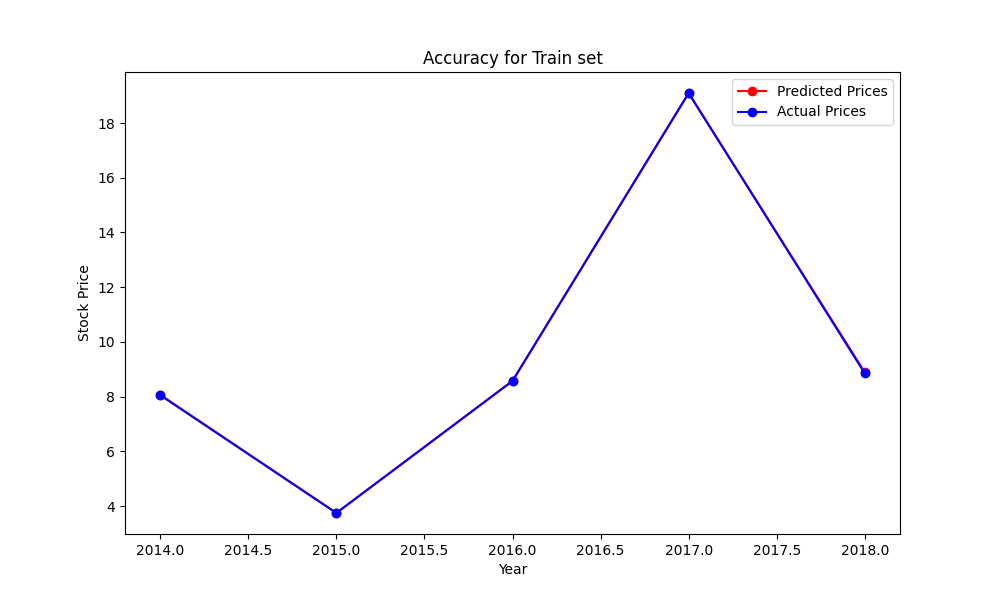 Accuracy for Train set
Predicted Prices
Actual Prices
18
16
14
12
10
8
6
4
Stock Price
2014.0 2014.5 2015.0 2015.5 2016.0 2016.5 2017.0 2017.5 2018.0
Year